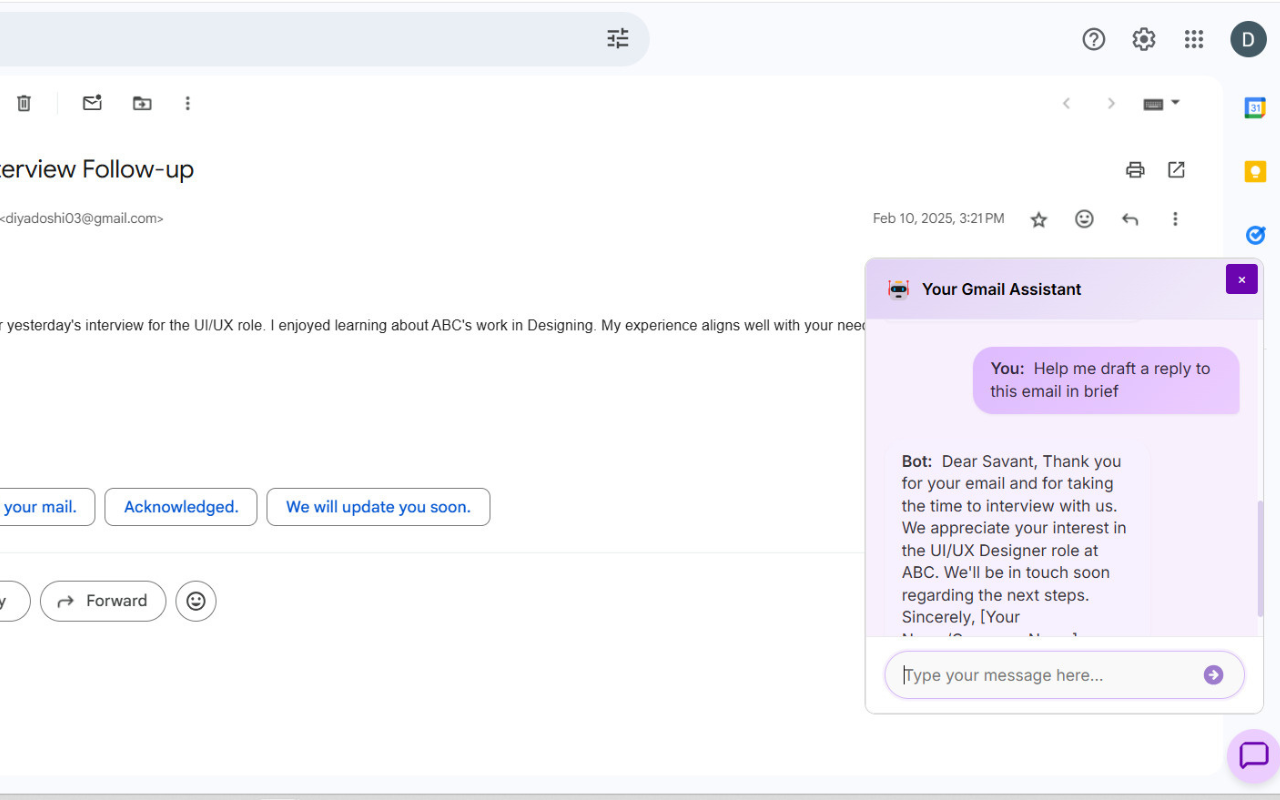 D
31
erview Follow-up
<diyadoshi03@gmail.com>
Feb 10, 2025, 3:21 PM
yesterday's interview for the UI/UX role. I enjoyed learning about ABC's work in Designing. My experience aligns well with your
your mail.
Acknowledged.
We will update you soon.
Forward
Your Gmail Assistant
×
You: Help me draft a reply to
this email in brief
Bot: Dear Savant, Thank you
for your email and for taking
the time to interview with us.
We appreciate your interest in
the UI/UX Designer role at
ABC. We'll be in touch soon
regarding the next steps.
Sincerely, [Your
Type your message here...